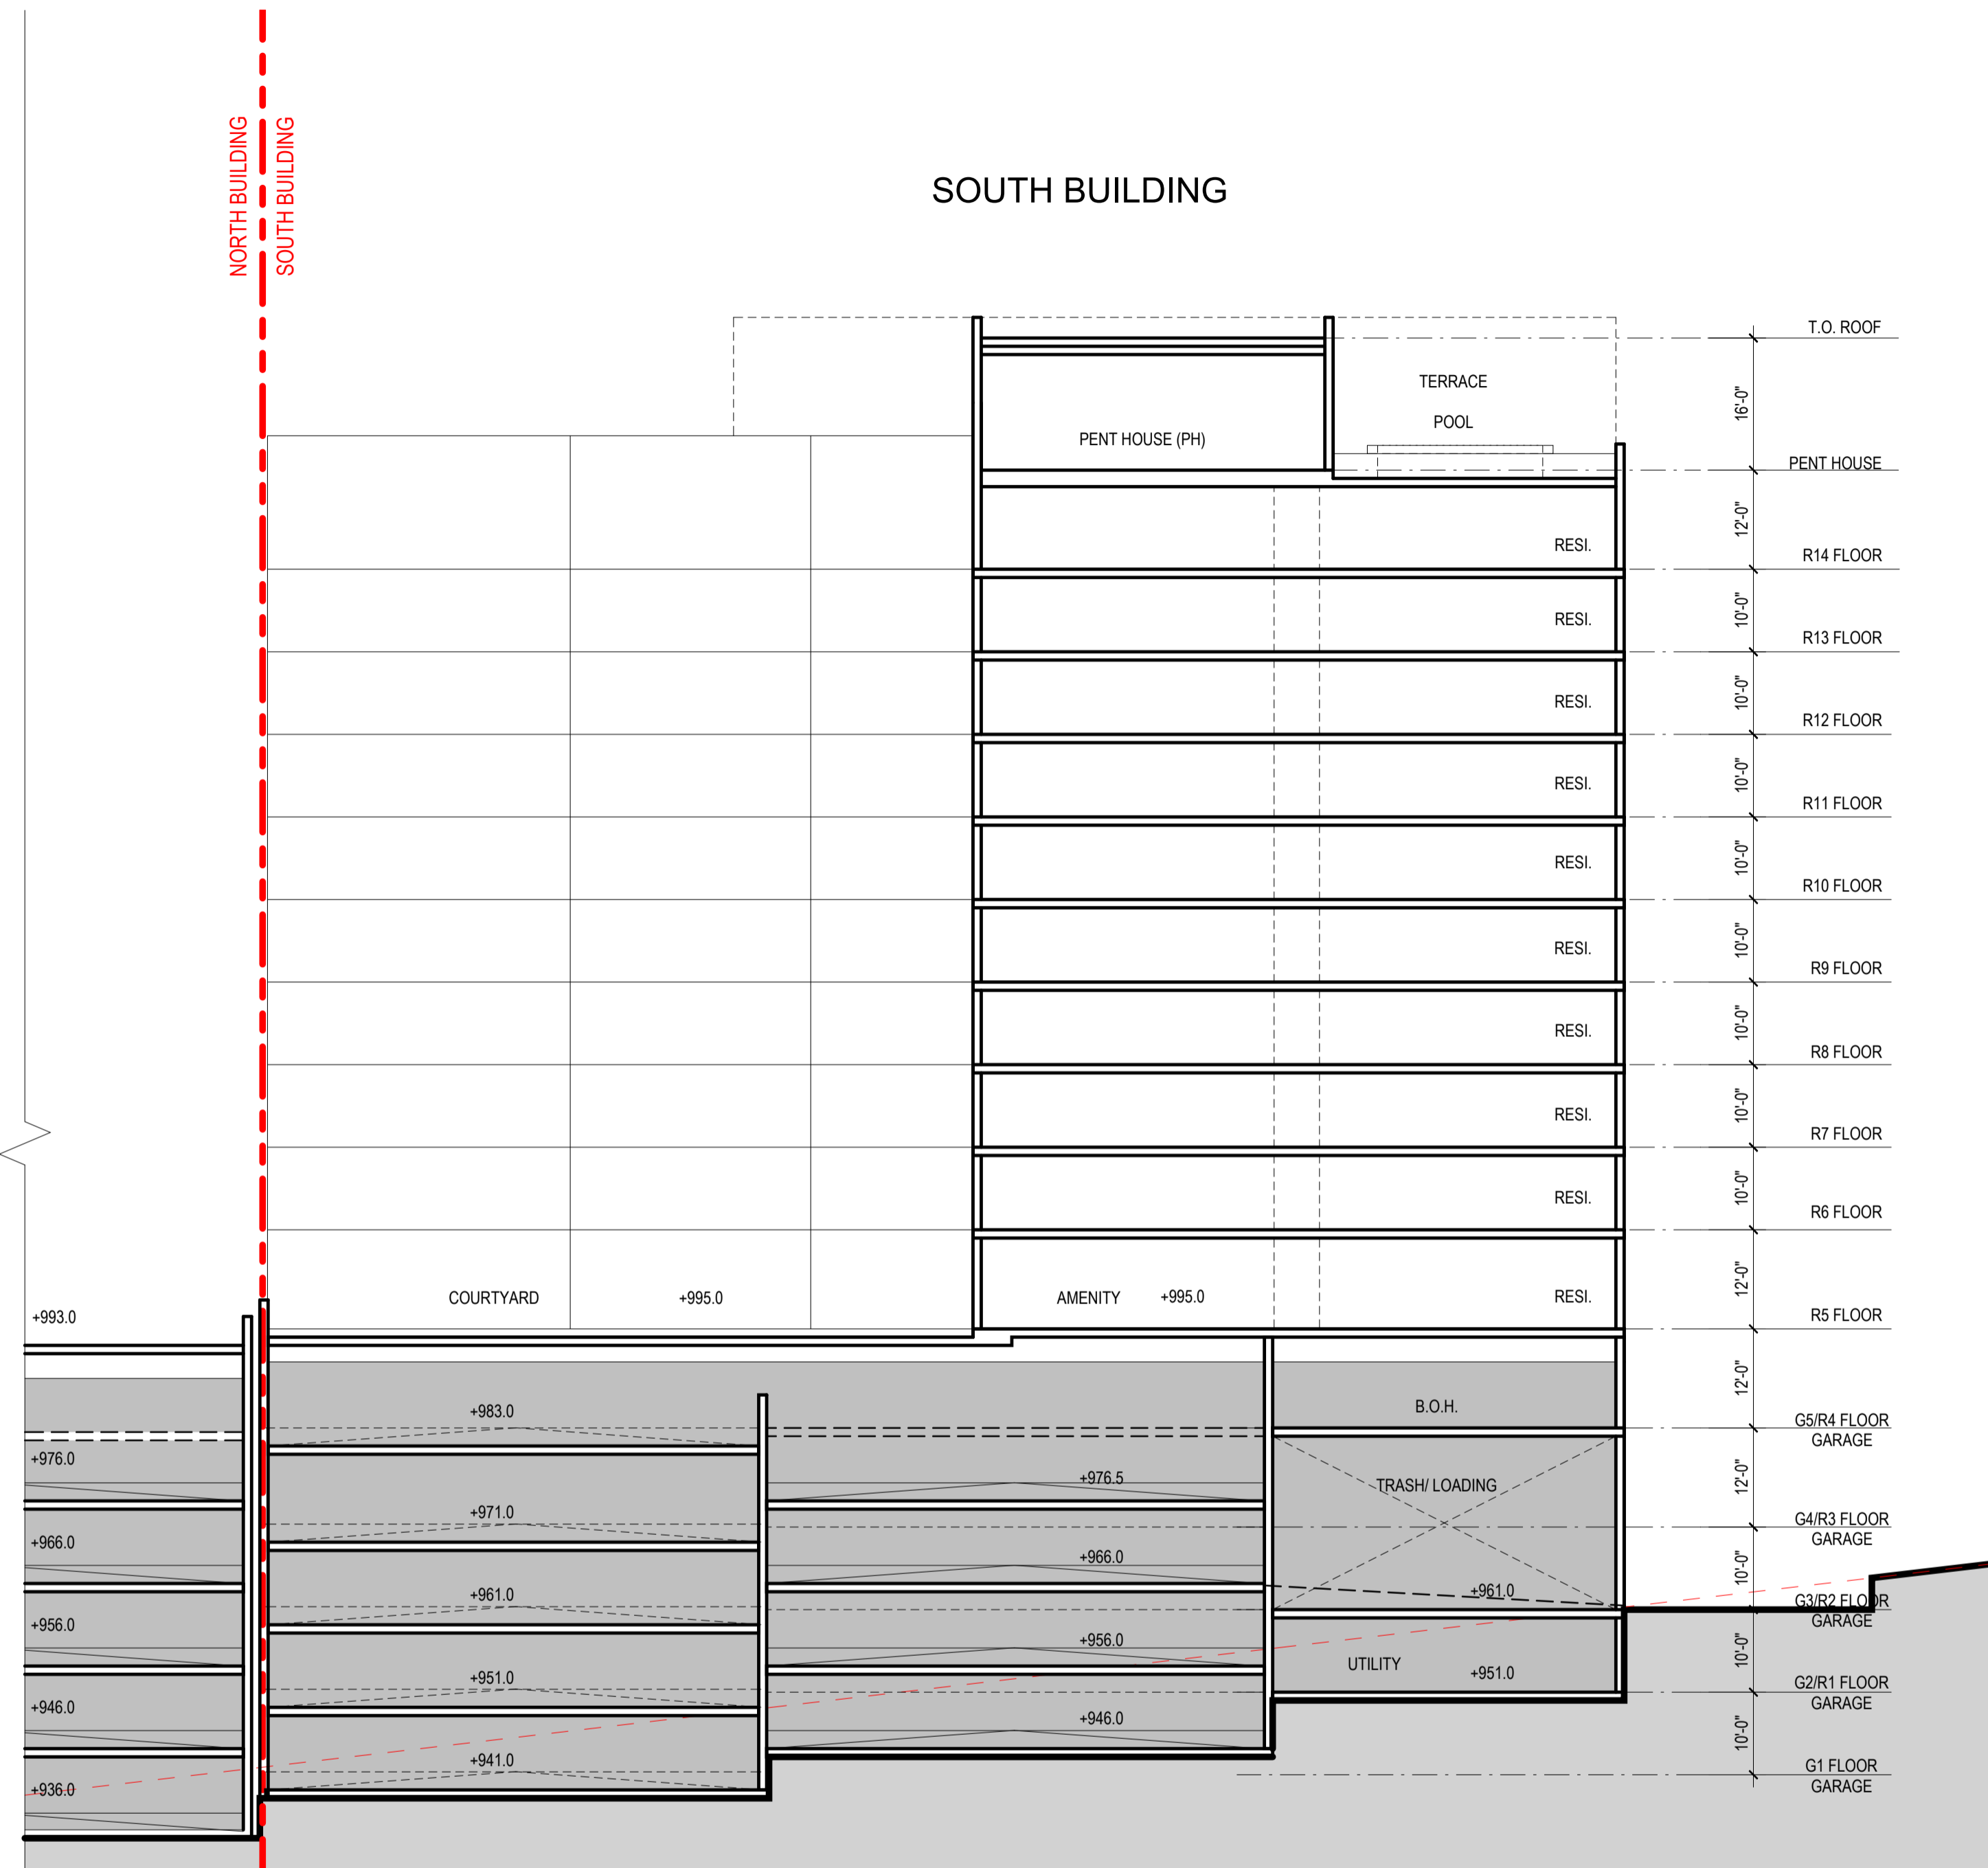 NORTH BUILDING
SOUTH BUILDING
SOUTH BUILDING
T.O. ROOF
16'-0"
TERRACE
POOL
PENT HOUSE (PH)
PENT HOUSE
12'-0"
RESI.
R14 FLOOR
10'-0"
RESI.
R13 FLOOR
10'-0"
RESI.
R12 FLOOR
10'-0"
RESI.
R11 FLOOR
10'-0"
RESI.
R10 FLOOR
10'-0"
RESI.
R9 FLOOR
10'-0"
RESI.
R8 FLOOR
10'-0"
RESI.
R7 FLOOR
10'-0"
RESI.
R6 FLOOR
12'-0"
COURTYARD
+995.0
AMENITY
+995.0
RESI.
R5 FLOOR
+993.0
12'-0"
+983.0
B.O.H.
G5/R4 FLOOR
GARAGE
+976.0
+976.5
TRASH/ LOADING
12'-0"
+971.0
G4/R3 FLOOR
GARAGE
+966.0
+966.0
10'-0"
+961.0
+961.0
G3/R2 FLOOR
GARAGE
+956.0
+956.0
10'-0"
UTILITY
+951.0
+951.0
G2/R1 FLOOR
GARAGE
+946.0
+946.0
10'-0"
+941.0
G1 FLOOR
GARAGE
+936.0